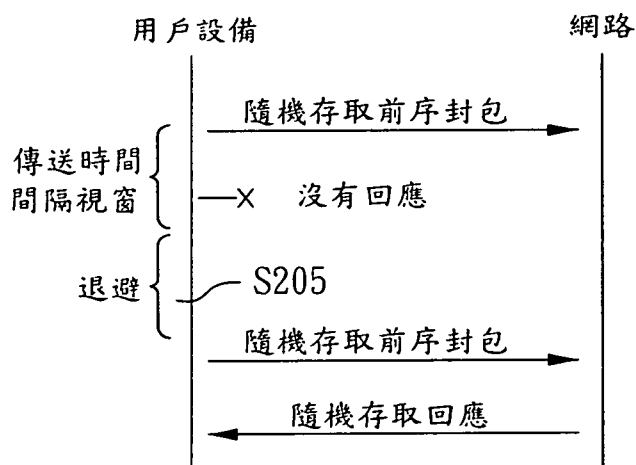 用戶設備
網路
隨機存取前序封包
傳送時間
間隔視窗
X 沒有回應
退避
S205
隨機存取前序封包
隨機存取回應